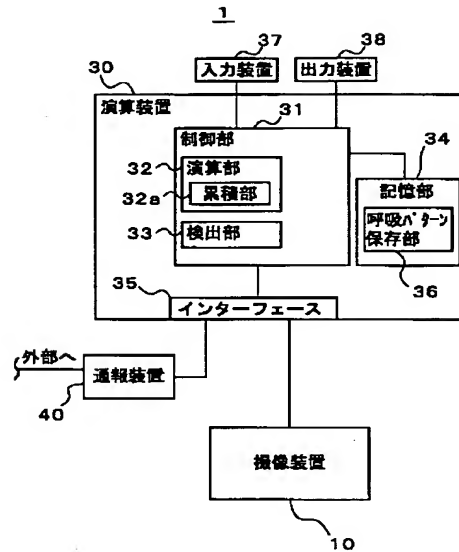 1
37
38
入力装置
出力装置
30
演算装置
31
制御部
34
32
演算部
32a
累積部
記憶部
呼吸パターン
保存部
33
検出部
36
35
インターフェース
外部へ
通報装置
40
撮像装置
10